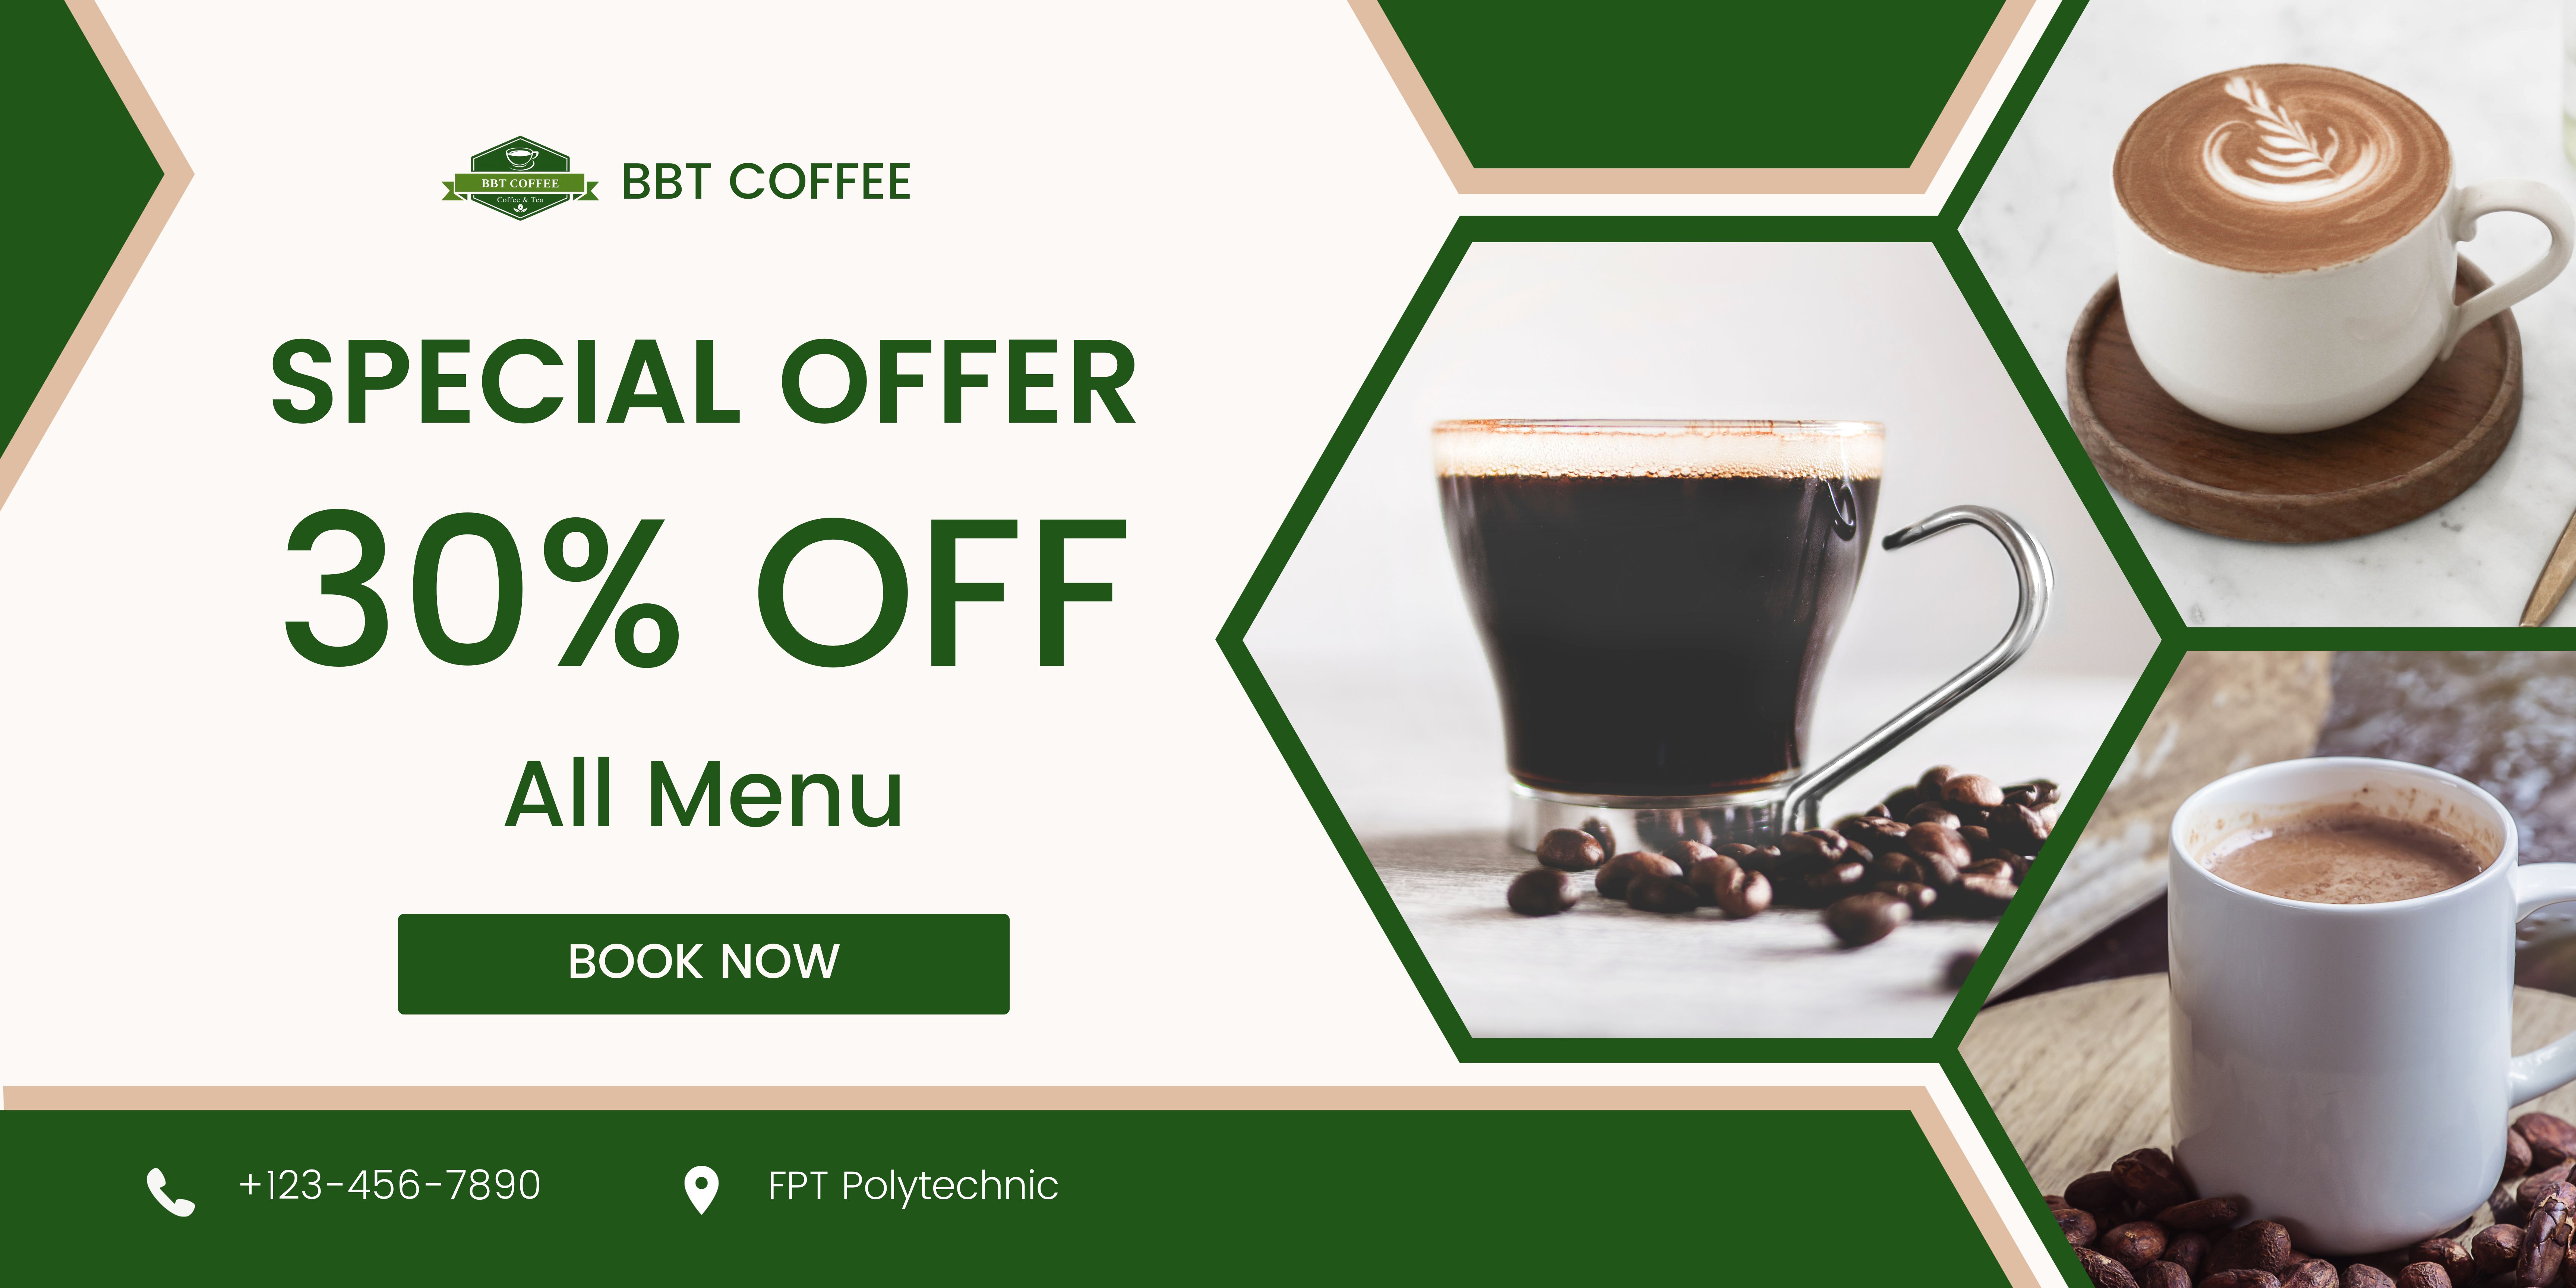 BBT COFFEE
Coffee & Tea
BBT COFFEE
SPECIAL OFFER
30% OFF
All Menu
BOOK NOW
+123-456-7890
FPT Polytechnic